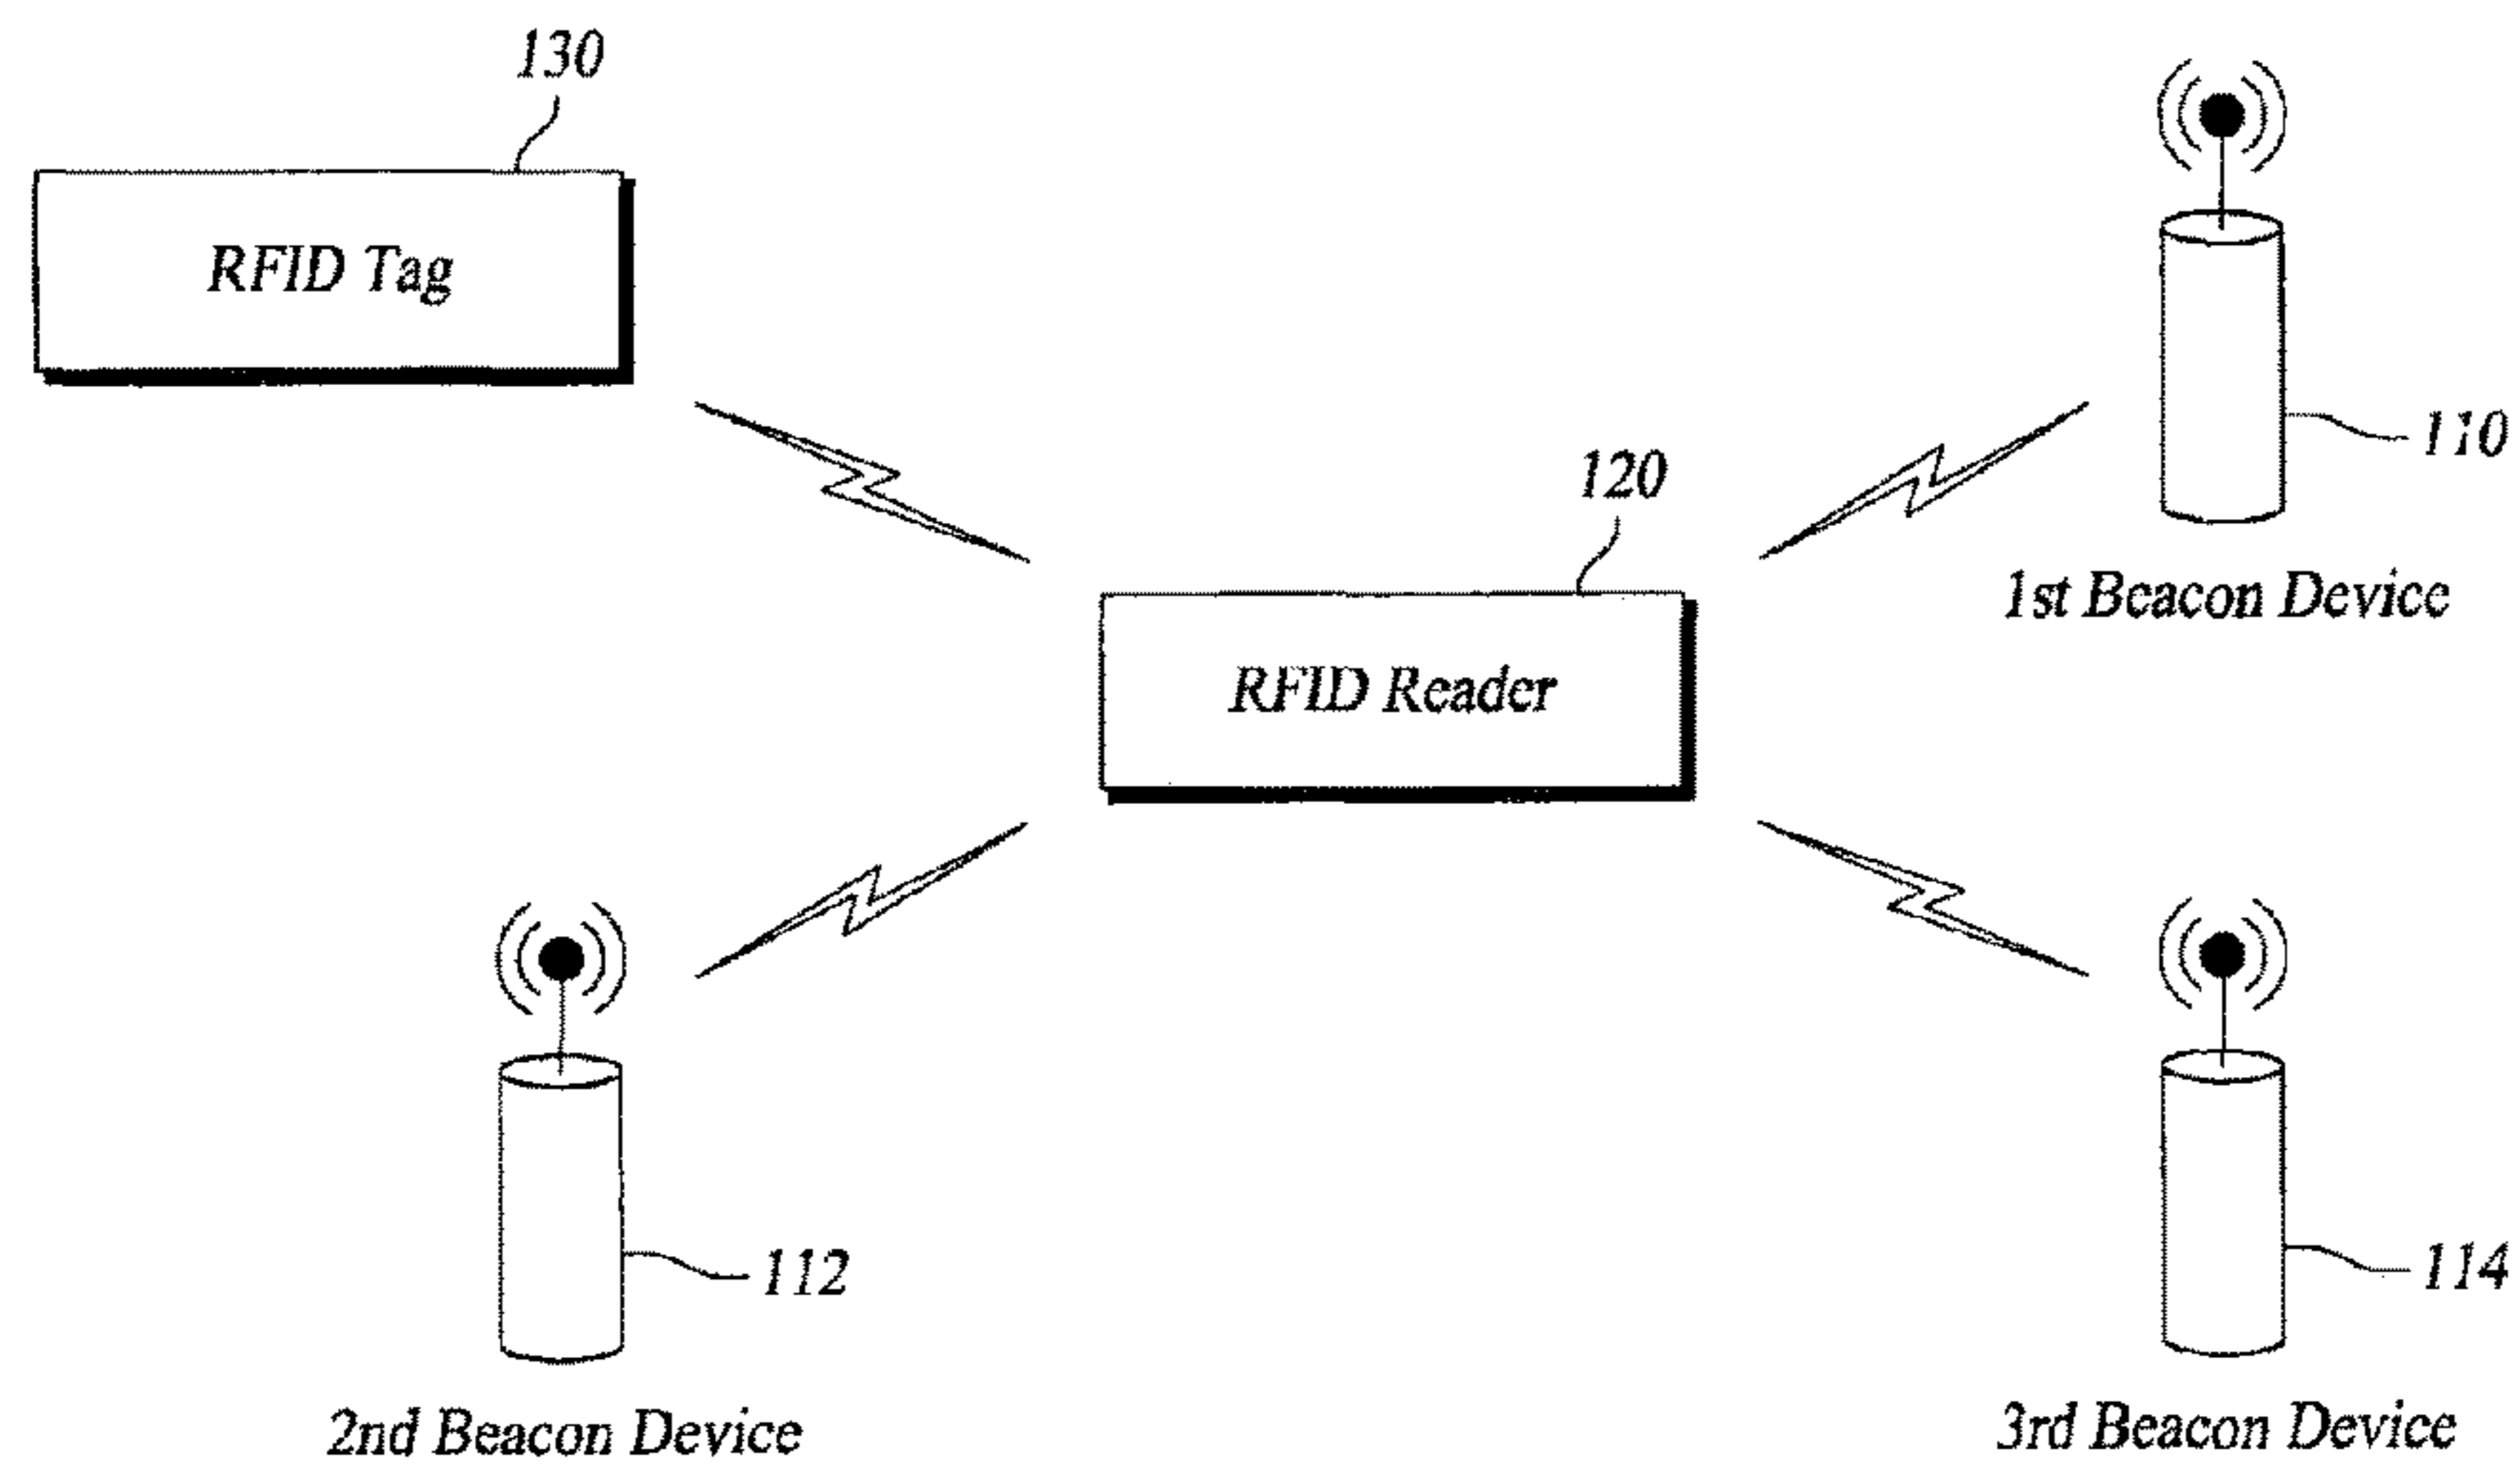 130
RFID Tag
110
120
1st Beacon Device
RFID Reader
112
114
2nd Beacon Device
3rd Beacon Device